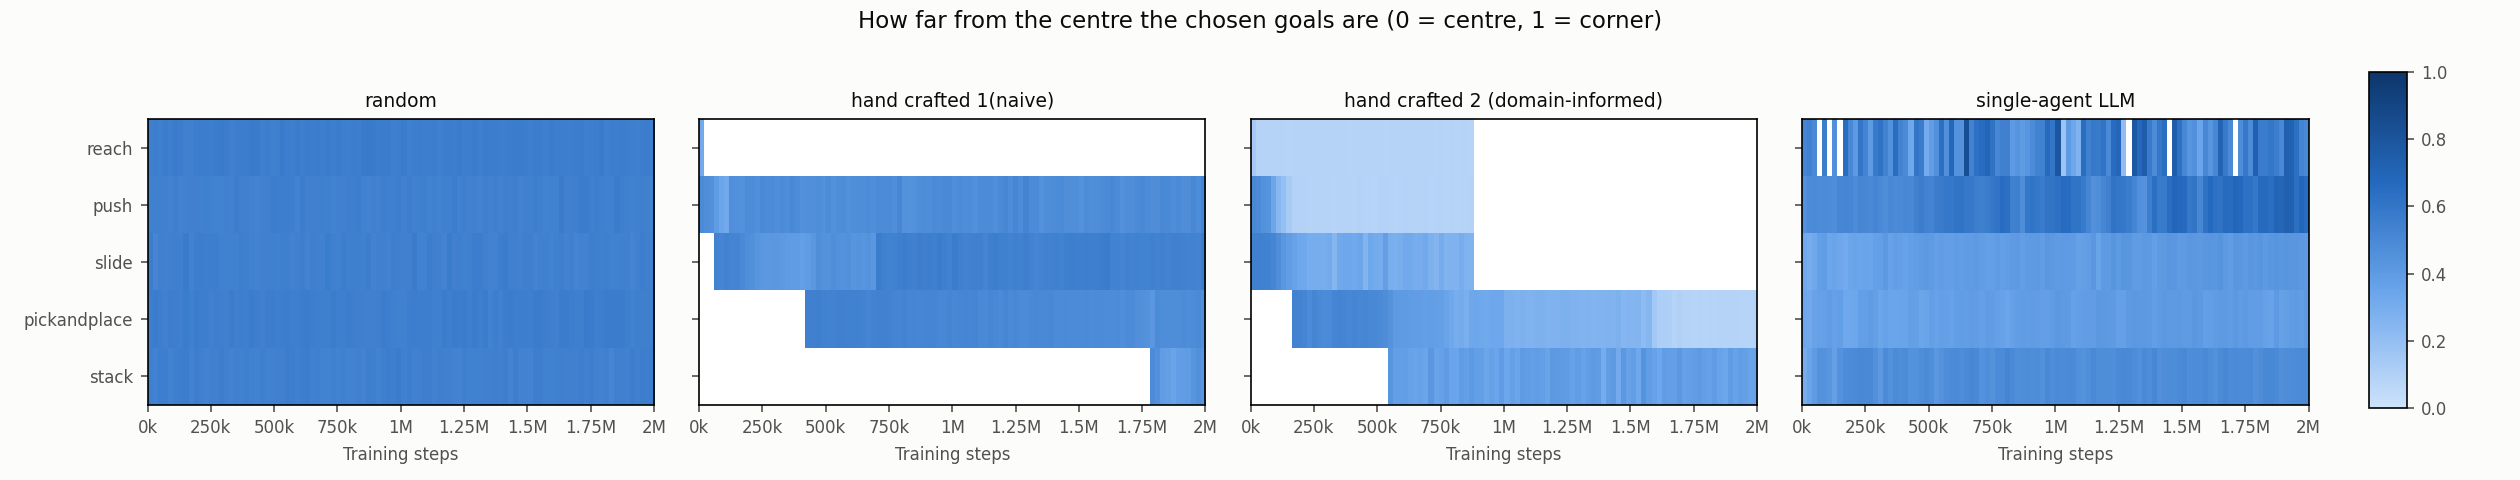 How far from the centre the chosen goals are (0 = centre, 1 = corner)
random
hand crafted 1(naive)
hand crafted 2 (domain-informed)
single-agent LLM
reach
push
slide
pickandplace
stack
0k 250k 500k 750k 1M 1.25M 1.5M 1.75M 2M
Training steps
0k 250k 500k 750k 1M 1.25M 1.5M 1.75M 2M
Training steps
0k 250k 500k 750k 1M 1.25M 1.5M 1.75M 2M
Training steps
0k 250k 500k 750k 1M 1.25M 1.5M 1.75M 2M
Training steps
1.0
0.8
0.6
0.4
0.2
0.0